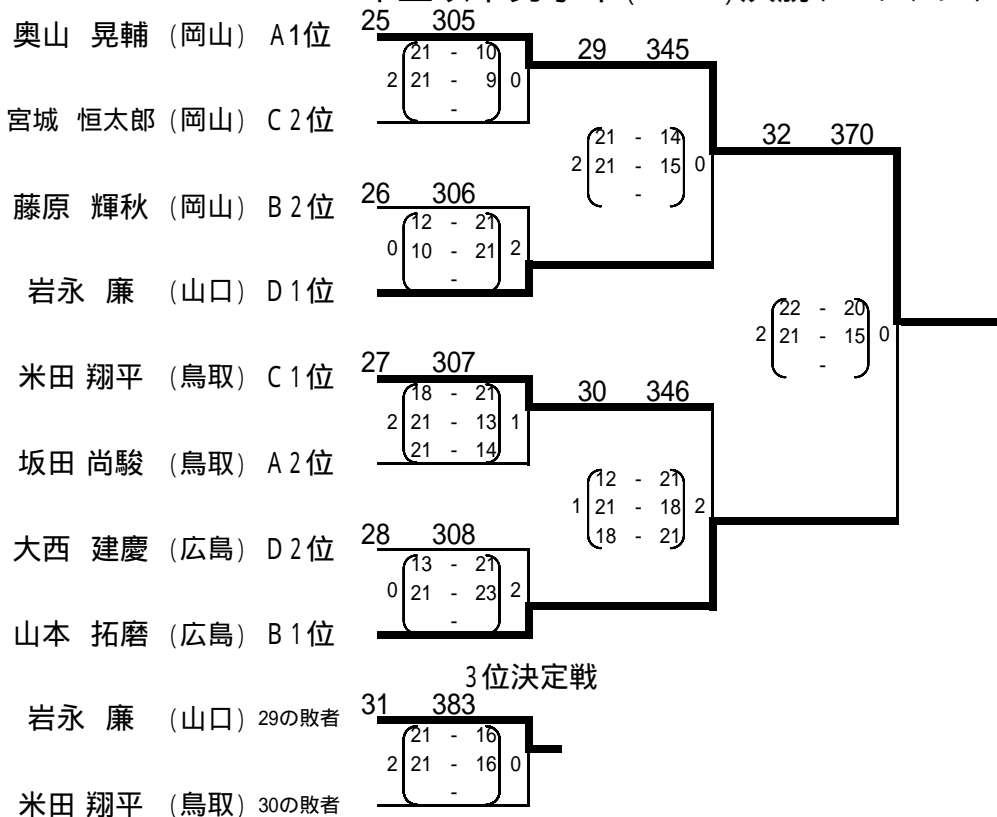 25 305
奥山 晃輔 (岡山) A1位
21 - 10
2 21 - 9 0
-
宮城 恒太郎 (岡山) C2位
29 345
21 - 14
2 21 - 15 0
-
26 306
藤原 輝秋 (岡山) B2位
12 - 21
0 10 - 21 2
-
岩永 廉 (山口) D1位
32 370
22 - 20
2 21 - 15 0
-
27 307
米田 翔平 (鳥取) C1位
18 - 21
2 21 - 13 1
21 - 14
坂田 尚駿 (鳥取) A2位
30 346
12 - 21
1 21 - 18 2
18 - 21
28 308
大西 建慶 (広島) D2位
13 - 21
0 21 - 23 2
-
山本 拓磨 (広島) B1位
3位決定戦
31 383
岩永 廉 (山口) 29の敗者
21 - 16
2 21 - 16 0
-
米田 翔平 (鳥取) 30の敗者